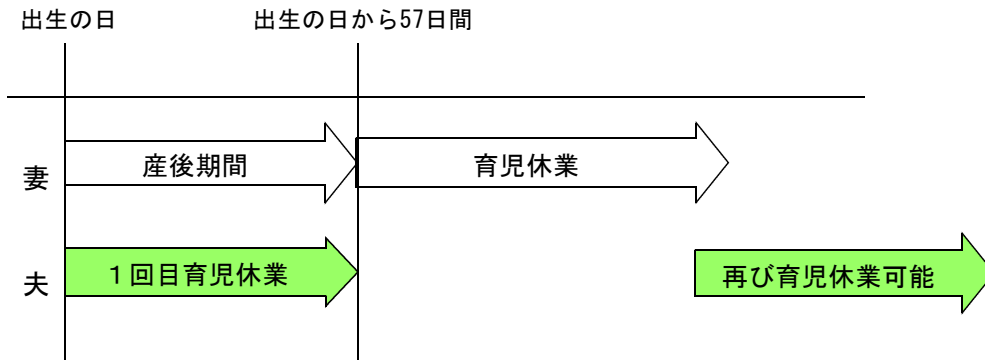 出生の日
出生の日から57日間
妻
産後期間
育児休業
夫
１回目育児休業
再び育児休業可能